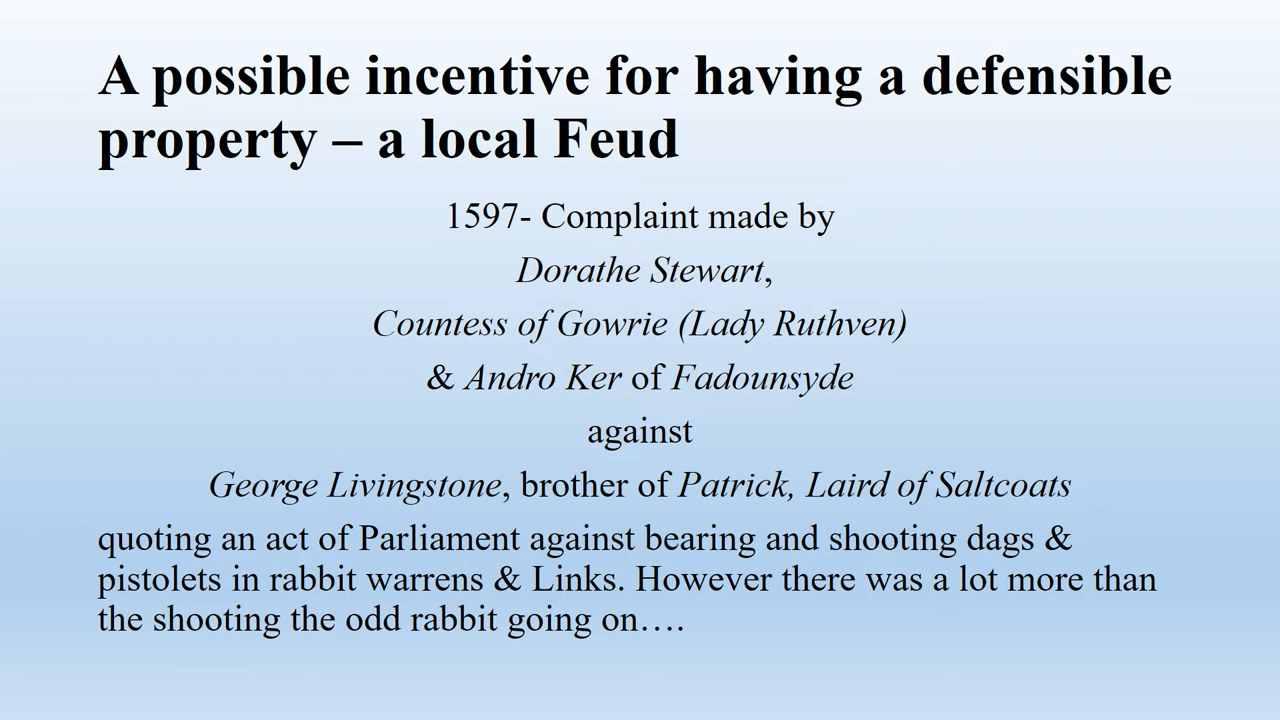 A possible incentive for having a defensible
property – a local Feud
1597- Complaint made by
Dorathe Stewart,
Countess of Gowrie (Lady Ruthven)
& Andro Ker of Fadounsyde
against
George Livingstone, brother of Patrick, Laird of Saltcoats
quoting an act of Parliament against bearing and shooting dags &
pistolets in rabbit warrens & Links. However there was a lot more than
the shooting the odd rabbit going on….